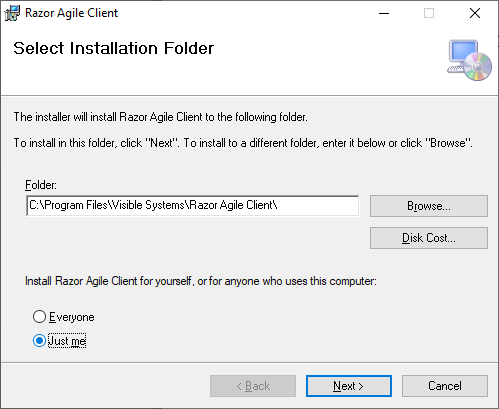 Razor Agile Client
Select Installation Folder
The installer will install Razor Agile Client to the following folder.
To install in this folder, click "Next". To install to a different folder, enter it below or click "Browse".
Folder:
C:\Program Files\Visible Systems\Razor Agile Client\
Browse...
Disk Cost...
Install Razor Agile Client for yourself, or for anyone who uses this computer:
Everyone
Just me
< Back
Next >
Cancel